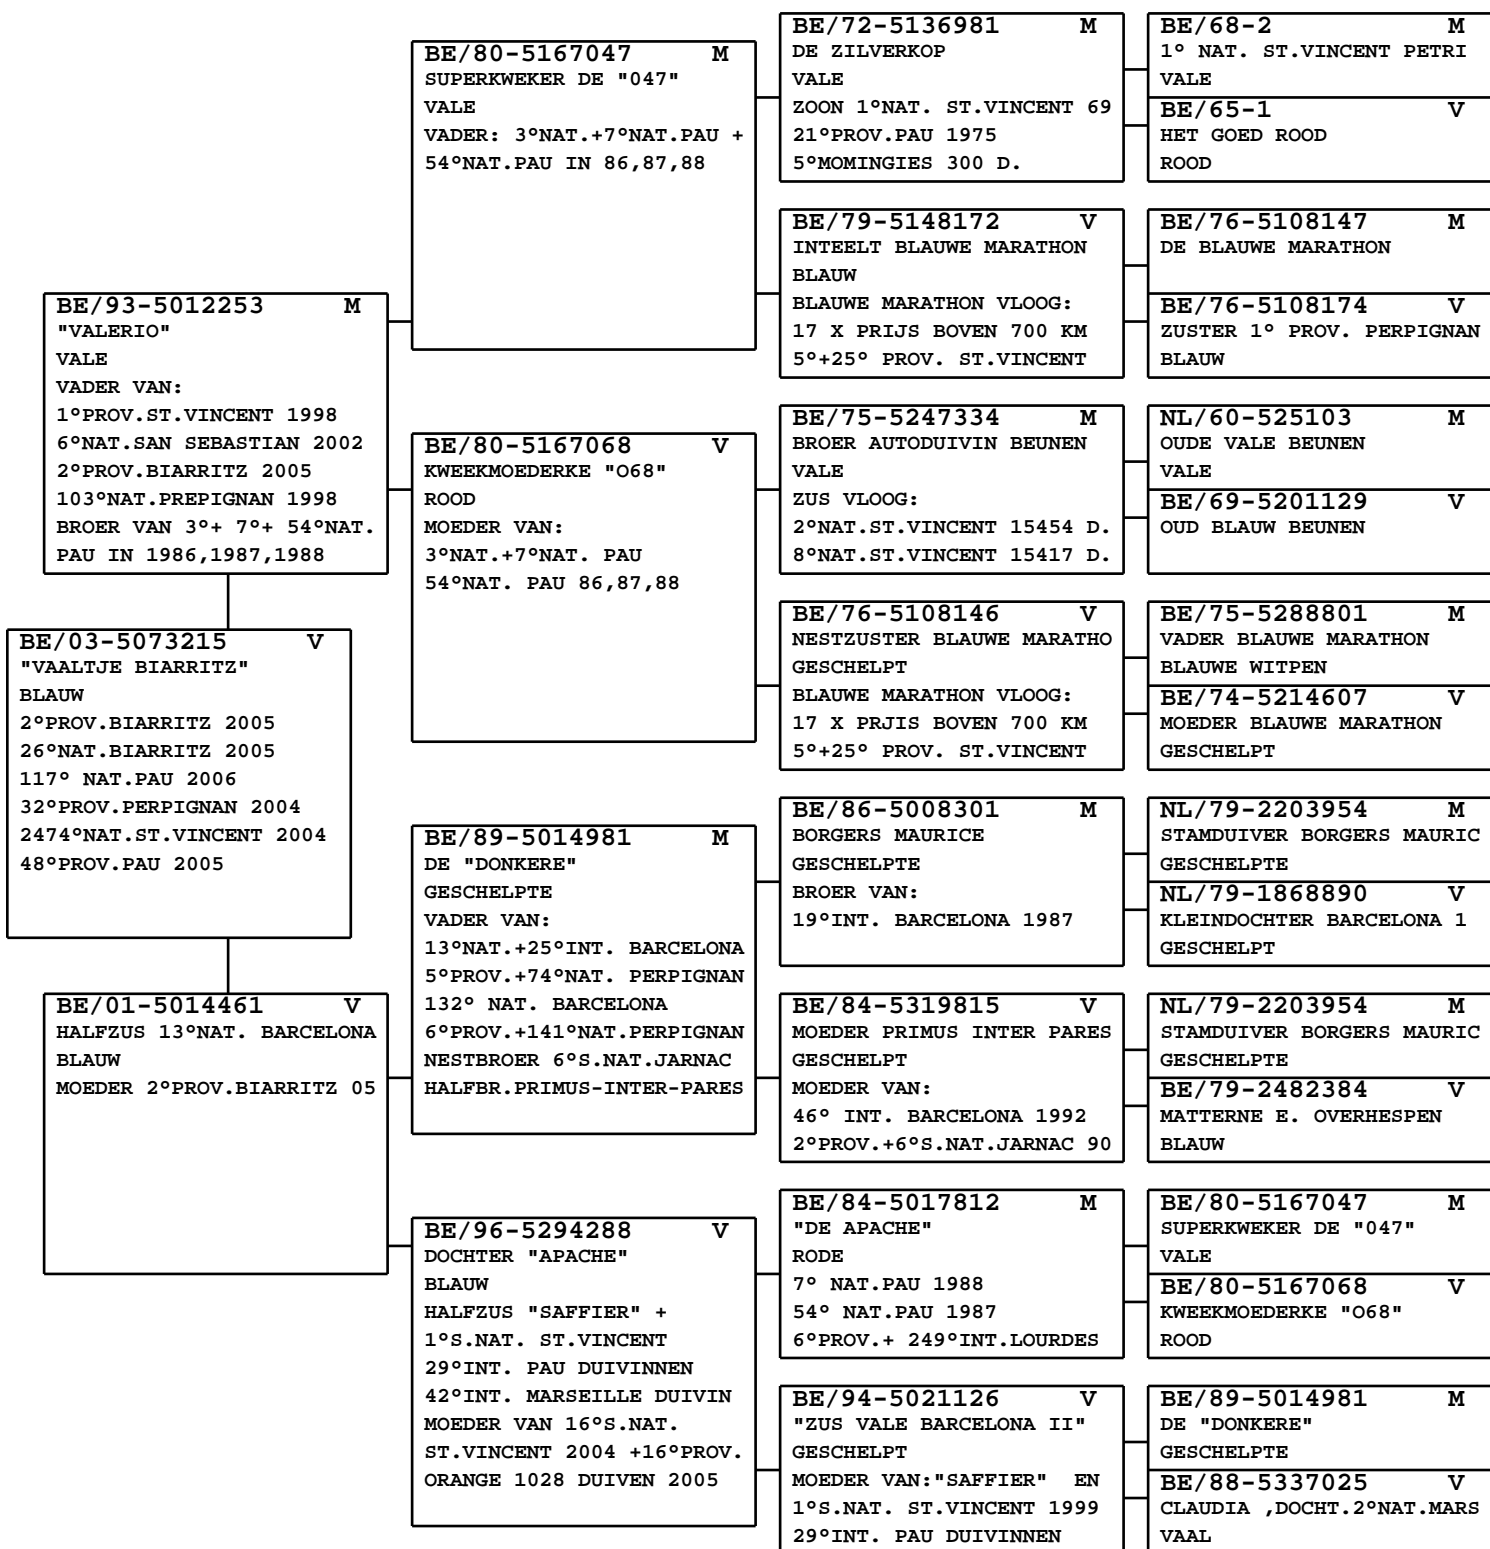 BE/03-5073215 V
"VAALTJE BIARRITZ"
BLAUW
2°PROV.BIARRITZ 2005
26°NAT.BIARRITZ 2005
117° NAT.PAU 2006
32°PROV.PERPIGNAN 2004
2474°NAT.ST.VINCENT 2004
48°PROV.PAU 2005
BE/93-5012253 M
"VALERIO"
VALE
VADER VAN:
1°PROV.ST.VINCENT 1998
6°NAT.SAN SEBASTIAN 2002
2°PROV.BIARRITZ 2005
103°NAT.PREPIGNAN 1998
BROER VAN 3°+ 7°+ 54°NAT.
PAU IN 1986,1987,1988
BE/01-5014461 V
HALFZUS 13°NAT. BARCELONA
BLAUW
MOEDER 2°PROV.BIARRITZ 05
BE/80-5167047 M
SUPERKWEKER DE "047"
VALE
VADER: 3°NAT.+7°NAT.PAU +
54°NAT.PAU IN 86,87,88
BE/80-5167068 V
KWEEKMOEDERKE "O68"
ROOD
MOEDER VAN:
3°NAT.+7°NAT. PAU
54°NAT. PAU 86,87,88
BE/89-5014981 M
DE "DONKERE"
GESCHELPTE
VADER VAN:
13°NAT.+25°INT. BARCELONA
5°PROV.+74°NAT. PERPIGNAN
132° NAT. BARCELONA
6°PROV.+141°NAT.PERPIGNAN
NESTBROER 6°S.NAT.JARNAC
HALFBR.PRIMUS-INTER-PARES
BE/96-5294288 V
DOCHTER "APACHE"
BLAUW
HALFZUS "SAFFIER" +
1°S.NAT. ST.VINCENT
29°INT. PAU DUIVINNEN
42°INT. MARSEILLE DUIVIN
MOEDER VAN 16°S.NAT.
ST.VINCENT 2004 +16°PROV.
ORANGE 1028 DUIVEN 2005
BE/72-5136981 M
DE ZILVERKOP
VALE
ZOON 1°NAT. ST.VINCENT 69
21°PROV.PAU 1975
5°MOMINGIES 300 D.
BE/79-5148172 V
INTEELT BLAUWE MARATHON
BLAUW
BLAUWE MARATHON VLOOG:
17 X PRIJS BOVEN 700 KM
5°+25° PROV. ST.VINCENT
BE/75-5247334 M
BROER AUTODUIVIN BEUNEN
VALE
ZUS VLOOG:
2°NAT.ST.VINCENT 15454 D.
8°NAT.ST.VINCENT 15417 D.
BE/76-5108146 V
NESTZUSTER BLAUWE MARATHO
GESCHELPT
BLAUWE MARATHON VLOOG:
17 X PRJIS BOVEN 700 KM
5°+25° PROV. ST.VINCENT
BE/86-5008301 M
BORGERS MAURICE
GESCHELPTE
BROER VAN:
19°INT. BARCELONA 1987
BE/84-5319815 V
MOEDER PRIMUS INTER PARES
GESCHELPT
MOEDER VAN:
46° INT. BARCELONA 1992
2°PROV.+6°S.NAT.JARNAC 90
BE/84-5017812 M
"DE APACHE"
RODE
7° NAT.PAU 1988
54° NAT.PAU 1987
6°PROV.+ 249°INT.LOURDES
BE/94-5021126 V
"ZUS VALE BARCELONA II"
GESCHELPT
MOEDER VAN:"SAFFIER" EN
1°S.NAT. ST.VINCENT 1999
29°INT. PAU DUIVINNEN
BE/68-2 M
1° NAT. ST.VINCENT PETRI
VALE
BE/65-1 V
HET GOED ROOD
ROOD
BE/76-5108147 M
DE BLAUWE MARATHON
BE/76-5108174 V
ZUSTER 1° PROV. PERPIGNAN
BLAUW
NL/60-525103 M
OUDE VALE BEUNEN
VALE
BE/69-5201129 V
OUD BLAUW BEUNEN
BE/75-5288801 M
VADER BLAUWE MARATHON
BLAUWE WITPEN
BE/74-5214607 V
MOEDER BLAUWE MARATHON
GESCHELPT
NL/79-2203954 M
STAMDUIVER BORGERS MAURIC
GESCHELPTE
NL/79-1868890 V
KLEINDOCHTER BARCELONA 1
GESCHELPT
NL/79-2203954 M
STAMDUIVER BORGERS MAURIC
GESCHELPTE
BE/79-2482384 V
MATTERNE E. OVERHESPEN
BLAUW
BE/80-5167047 M
SUPERKWEKER DE "047"
VALE
BE/80-5167068 V
KWEEKMOEDERKE "O68"
ROOD
BE/89-5014981 M
DE "DONKERE"
GESCHELPTE
BE/88-5337025 V
CLAUDIA ,DOCHT.2°NAT.MARS
VAAL